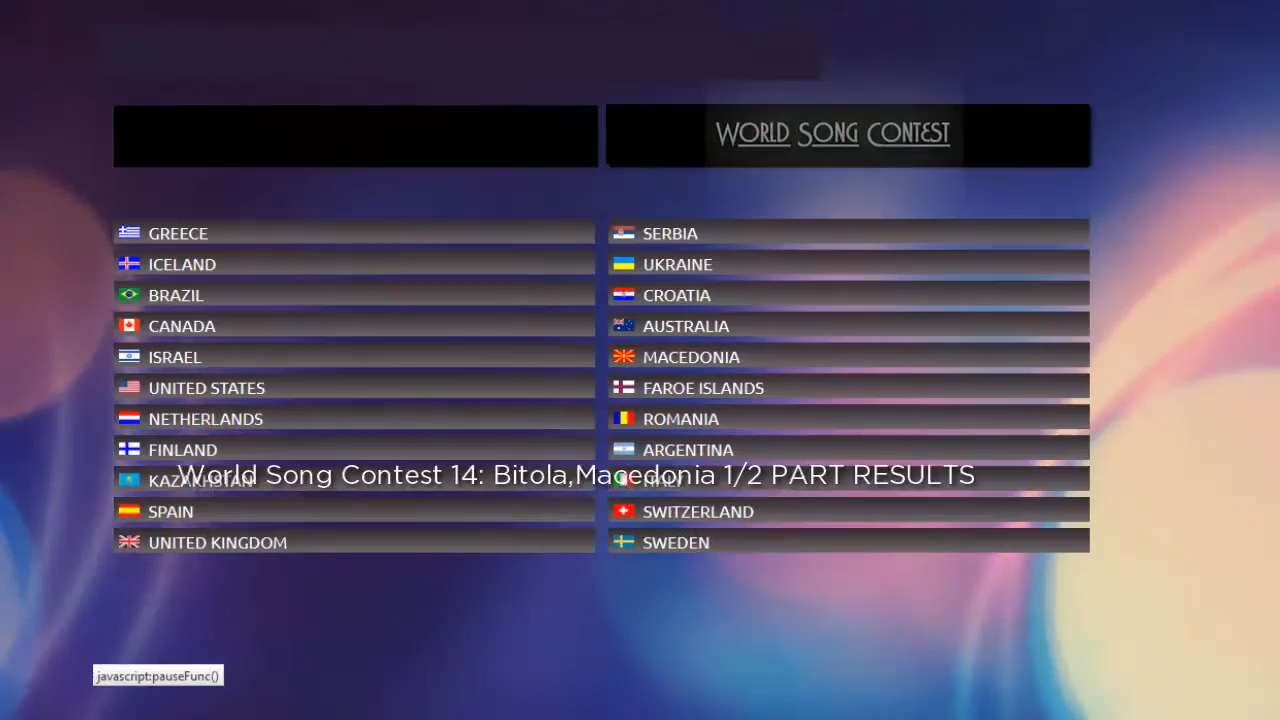 World Song Contest
GREECE
ICELAND
BRAZIL
CANADA
ISRAEL
UNITED STATES
NETHERLANDS
FINLAND
KAZAKHSTAN
SPAIN
UNITED KINGDOM
SERBIA
UKRAINE
CROATIA
AUSTRALIA
MACEDONIA
FAROE ISLANDS
ROMANIA
ARGENTINA
ITALY
SWITZERLAND
SWEDEN
World Song Contest 14: Bitola,Macedonia 1/2 PART RESULTS
javascript:pauseFunc()